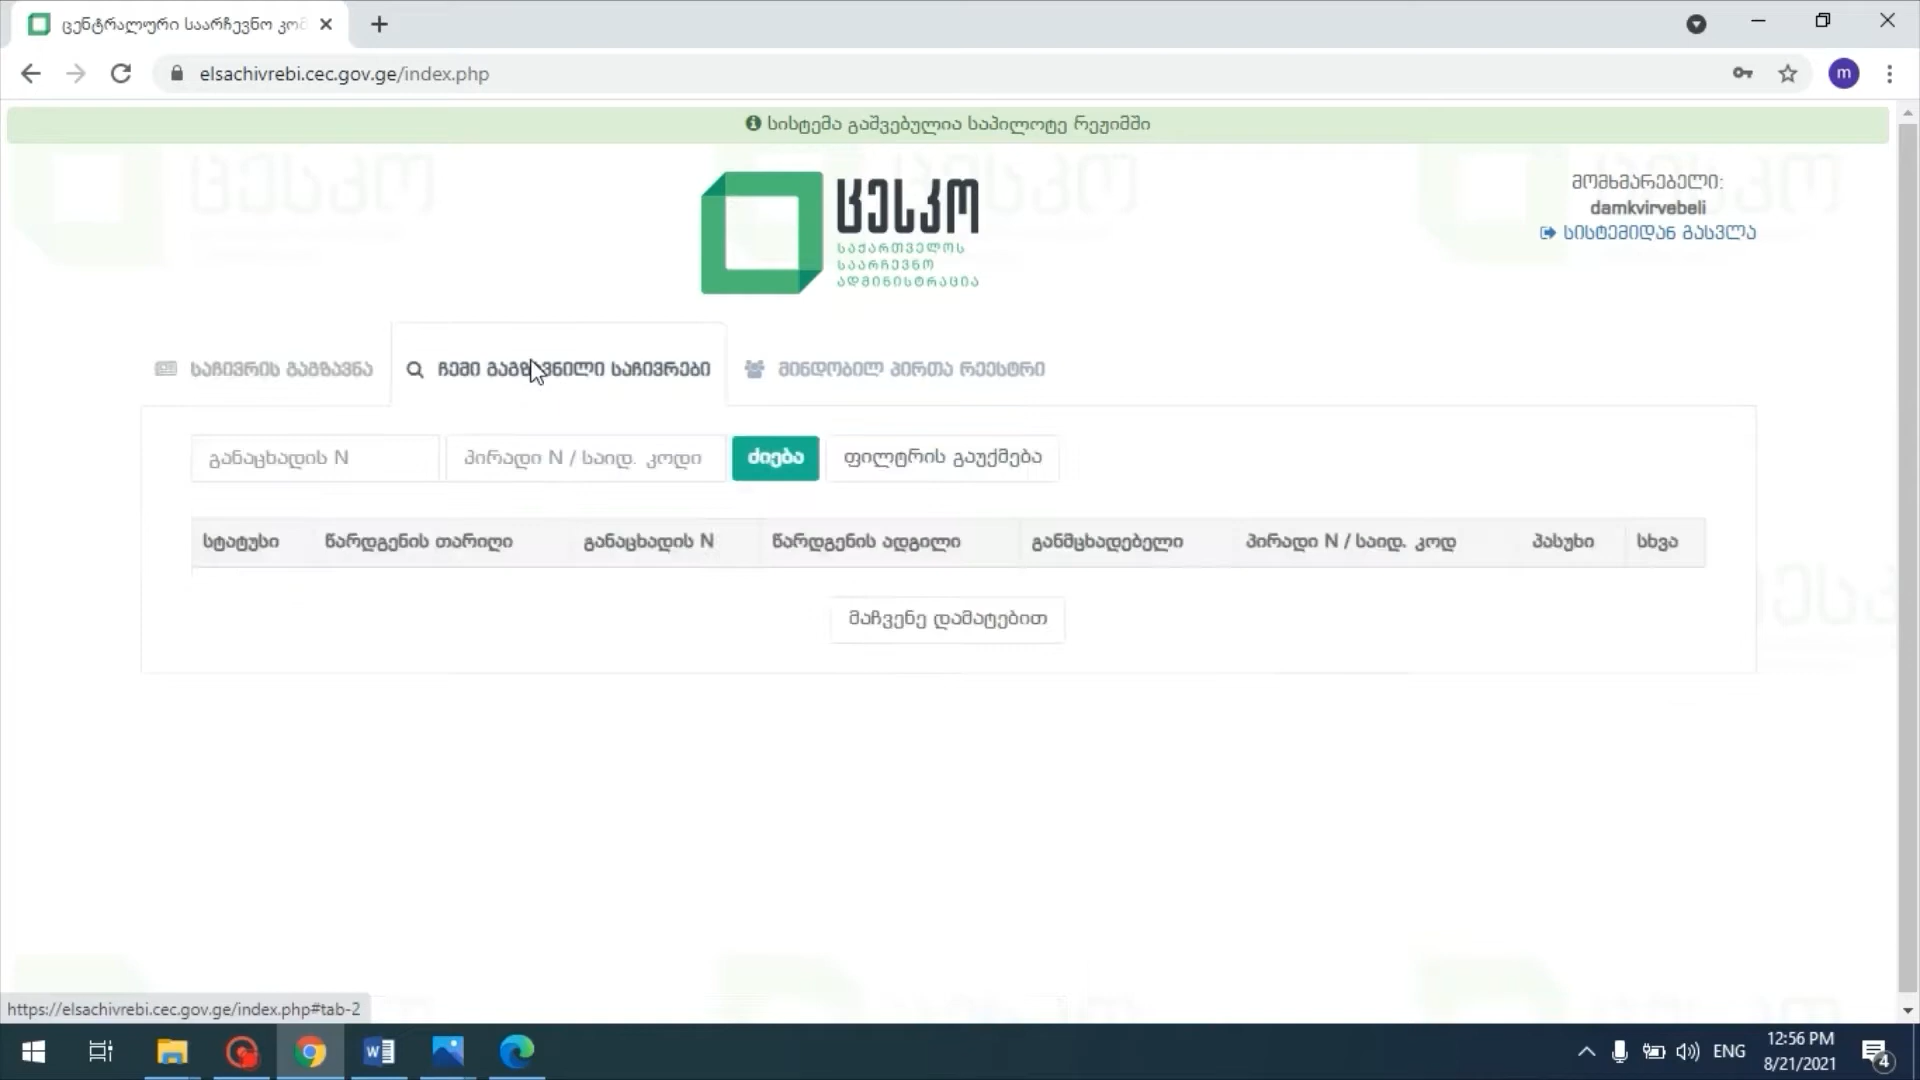 ცენტრალური საარჩევნო კომ
elsachivrebi.cec.gov.ge/index.php
m
სისტემა გაშვებულია საპილოტე რეჟიმში
ცესკო
საქართველოს
საარჩევნო
ადმინისტრაცია
მომხმარებელი:
damkvirvebeli
სისტემიდან გასვლა
საჩივრის გაგზავნა
ჩემი გაგზავნილი საჩივრები
მინდობილ პირთა რეესტრი
განაცხადის N
პირადი N / საიდ. კოდი
ძიება
ფილტრის გაუქმება
სტატუსი წარდგენის თარიღი განაცხადის N წარდგენის ადგილი განმცხადებელი პირადი N / საიდ. კოდ პასუხი სხვა
მაჩვენე დამატებით
https://elsachivrebi.cec.gov.ge/index.php#tab-2
ENG
12:56 PM
8/21/2021
4